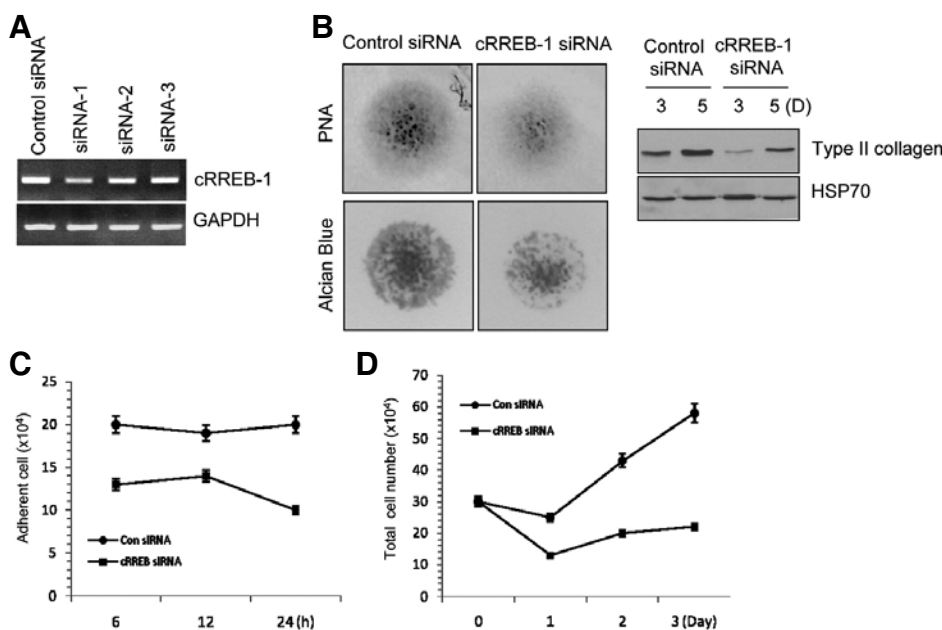 A
Control siRNA
siRNA-1
siRNA-2
siRNA-3
cRREB-1
GAPDH
B
Control siRNA
cRREB-1 siRNA
PNA
Alcian Blue
Control siRNA
cRREB-1 siRNA
3 5 3 5 (D)
Type II collagen
HSP70
C
Adherent cell (x10⁴)
25
20
15
10
5
0
Con siRNA
cRREB siRNA
6 12 24 (h)
D
Total cell number (x10⁴)
70
60
50
40
30
20
10
0
Con siRNA
cRREB siRNA
0 1 2 3 (Day)